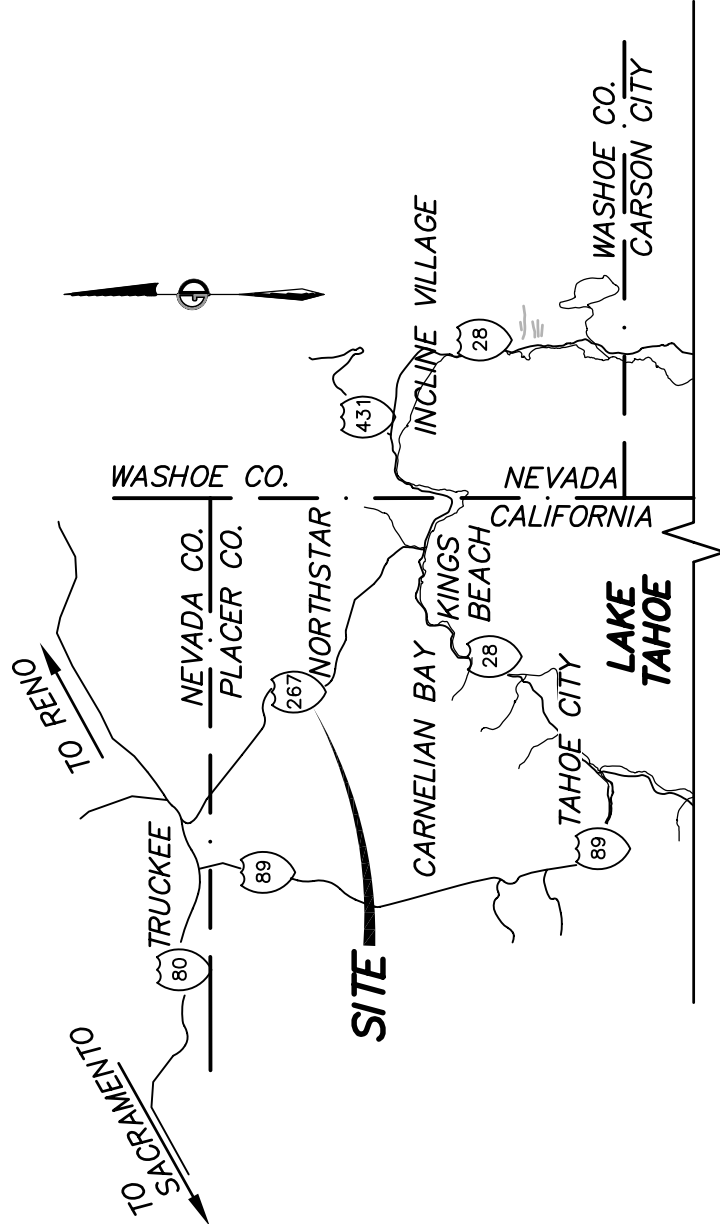 TO
SACRAMENTO
80
TRUCKEE
TO RENO
89
NEVADA CO.
PLACER CO.
WASHOE CO.
267
NORTHSTAR
SITE
431
INCLINE VILLAGE
CARNELIAN BAY
KINGS
BEACH
28
28
NEVADA
CALIFORNIA
TAHOE CITY
89
WASHOE CO.
CARSON CITY
LAKE
TAHOE